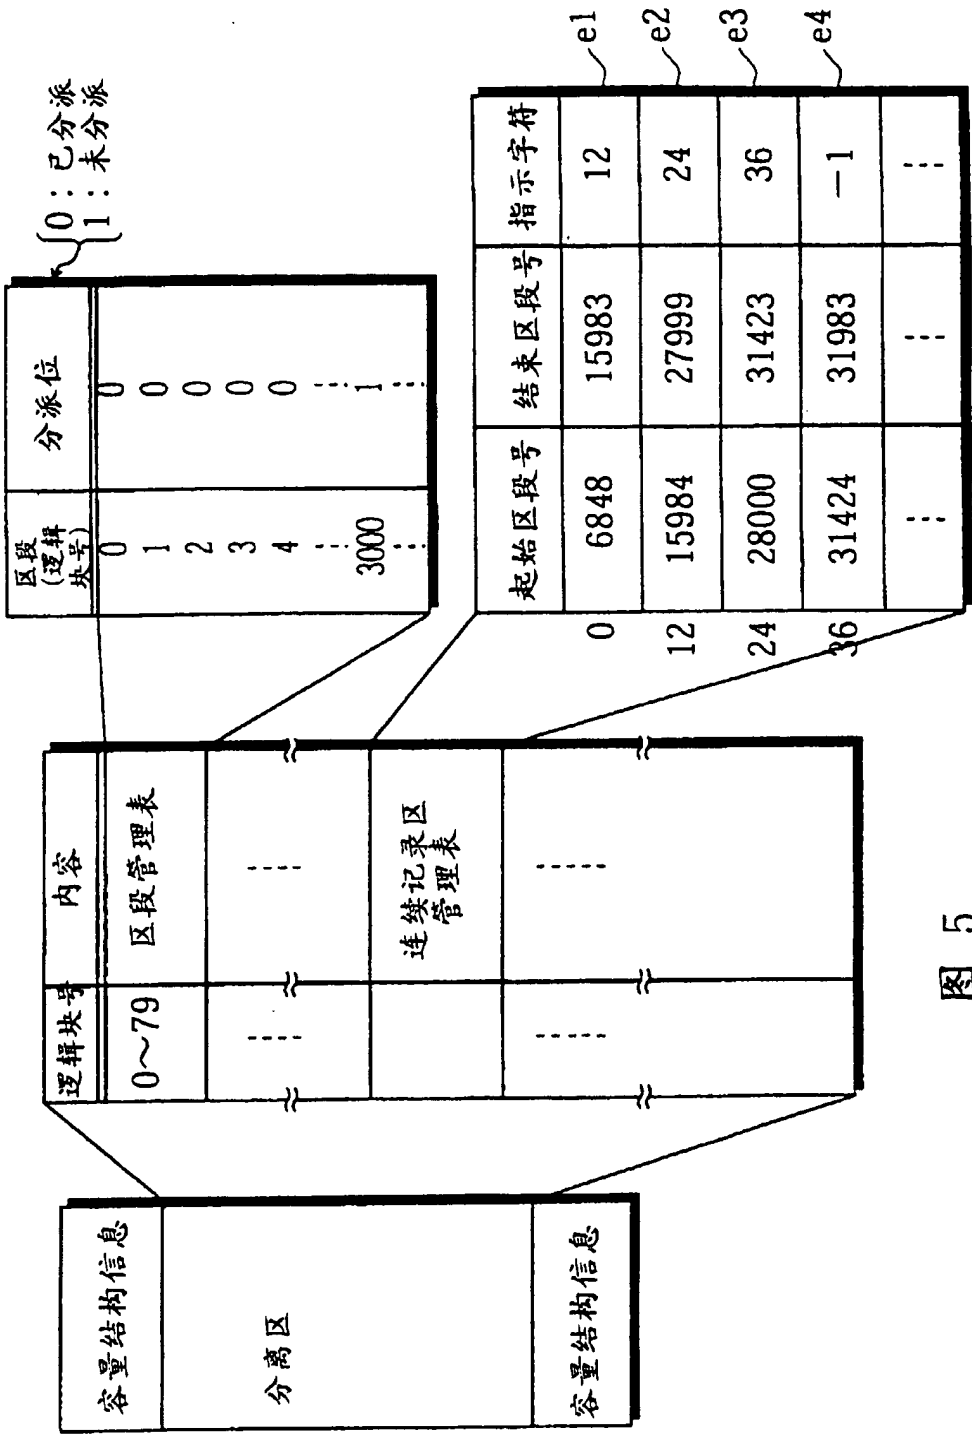 容量结构信息
分离区
容量结构信息
逻辑块号 内容
0～79 区段管理表
连续记录区
管理表
区段
(逻辑
块号) 分派位
0 0
1 0
2 0
3 0
4 0
3000 1
0：已分派
1：未分派
起始区段号 结束区段号 指示字符
0 6848 15983 12 e1
12 15984 27999 24 e2
24 28000 31423 36 e3
36 31424 31983 −1 e4
图 5